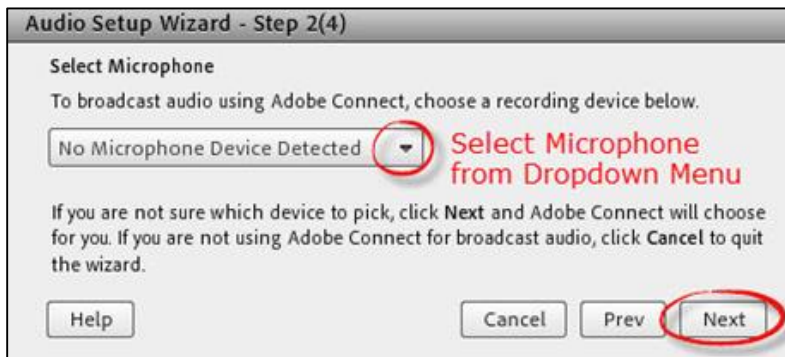 Audio Setup Wizard - Step 2(4)
Select Microphone
To broadcast audio using Adobe Connect, choose a recording device below.
No Microphone Device Detected
Select Microphone
from Dropdown Menu
If you are not sure which device to pick, click Next and Adobe Connect will choose
for you. If you are not using Adobe Connect for broadcast audio, click Cancel to quit
the wizard.
Help Cancel Prev Next